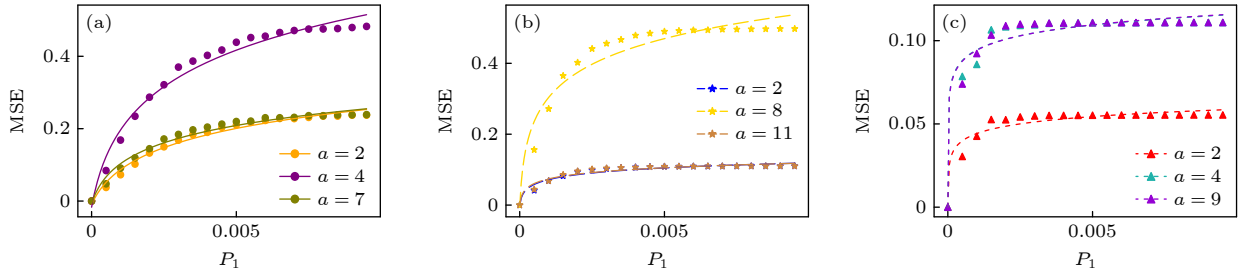 (a)
MSE
0.4
0.2
0
0
0.005
P₁
a = 2
a = 4
a = 7
(b)
MSE
0.4
0.2
0
0
0.005
P₁
a = 2
a = 8
a = 11
(c)
MSE
0.10
0.05
0
0
0.005
P₁
a = 2
a = 4
a = 9